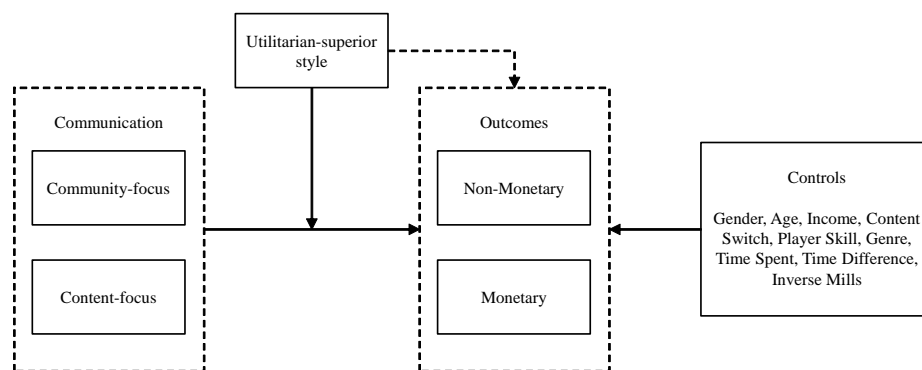 Utilitarian-superior
style
Communication
Community-focus
Content-focus
Outcomes
Non-Monetary
Monetary
Controls
Gender, Age, Income, Content
Switch, Player Skill, Genre,
Time Spent, Time Difference,
Inverse Mills